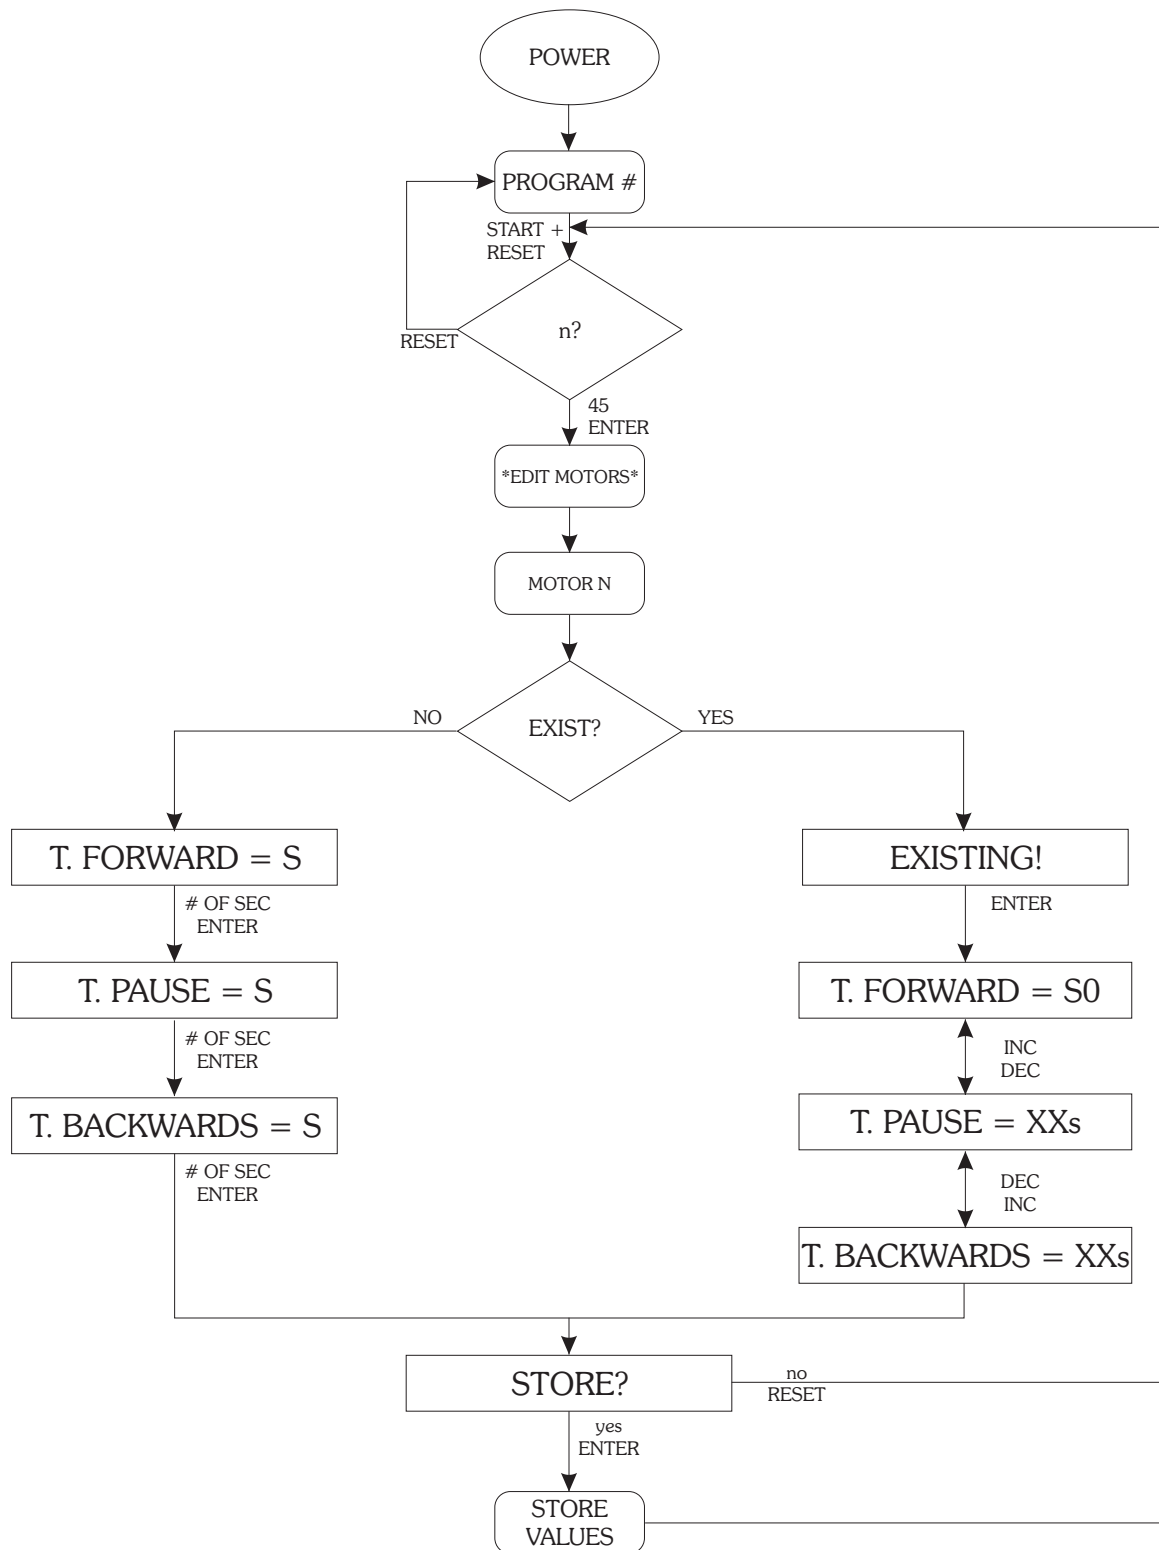 POWER
PROGRAM #
START +
RESET
n?
RESET
45
ENTER
*EDIT MOTORS*
MOTOR N
EXIST?
NO
YES
T. FORWARD = S
# OF SEC
ENTER
T. PAUSE = S
# OF SEC
ENTER
T. BACKWARDS = S
# OF SEC
ENTER
EXISTING!
ENTER
T. FORWARD = S0
INC
DEC
T. PAUSE = XXs
DEC
INC
T. BACKWARDS = XXs
STORE?
no
RESET
yes
ENTER
STORE
VALUES